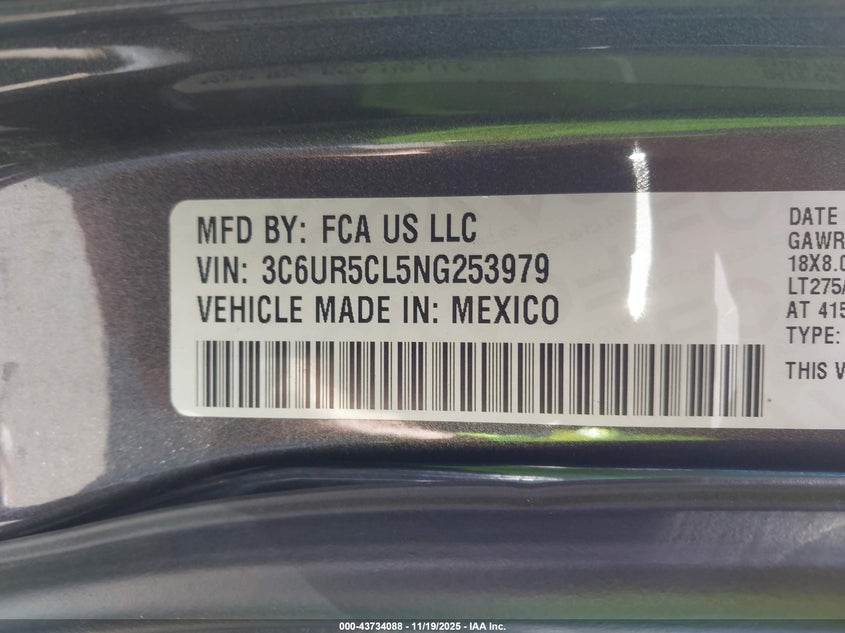 MFD BY: FCA US LLC
VIN: 3C6UR5CL5NG253979
VEHICLE MADE IN: MEXICO
DATE
GAWR
18X8.0
LT275/
AT 415
TYPE:
THIS V
000-43734088 - 11/19/2025 - IAA Inc.